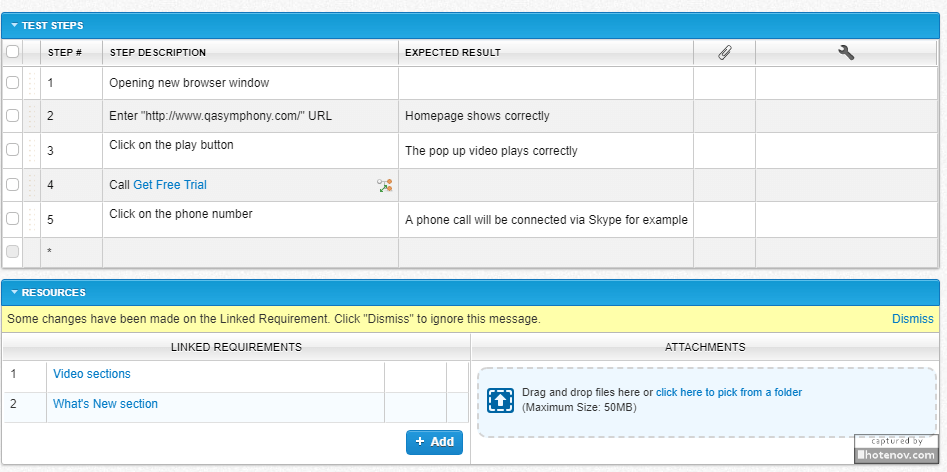 TEST STEPS
STEP # STEP DESCRIPTION EXPECTED RESULT
1 Opening new browser window
2 Enter "http://www.qasymphony.com/" URL Homepage shows correctly
3 Click on the play button The pop up video plays correctly
4 Call Get Free Trial
5 Click on the phone number A phone call will be connected via Skype for example
*
RESOURCES
Some changes have been made on the Linked Requirement. Click "Dismiss" to ignore this message. Dismiss
LINKED REQUIREMENTS ATTACHMENTS
1 Video sections
2 What's New section
Drag and drop files here or click here to pick from a folder
(Maximum Size: 50MB)
+ Add
captured by
hotenov.com